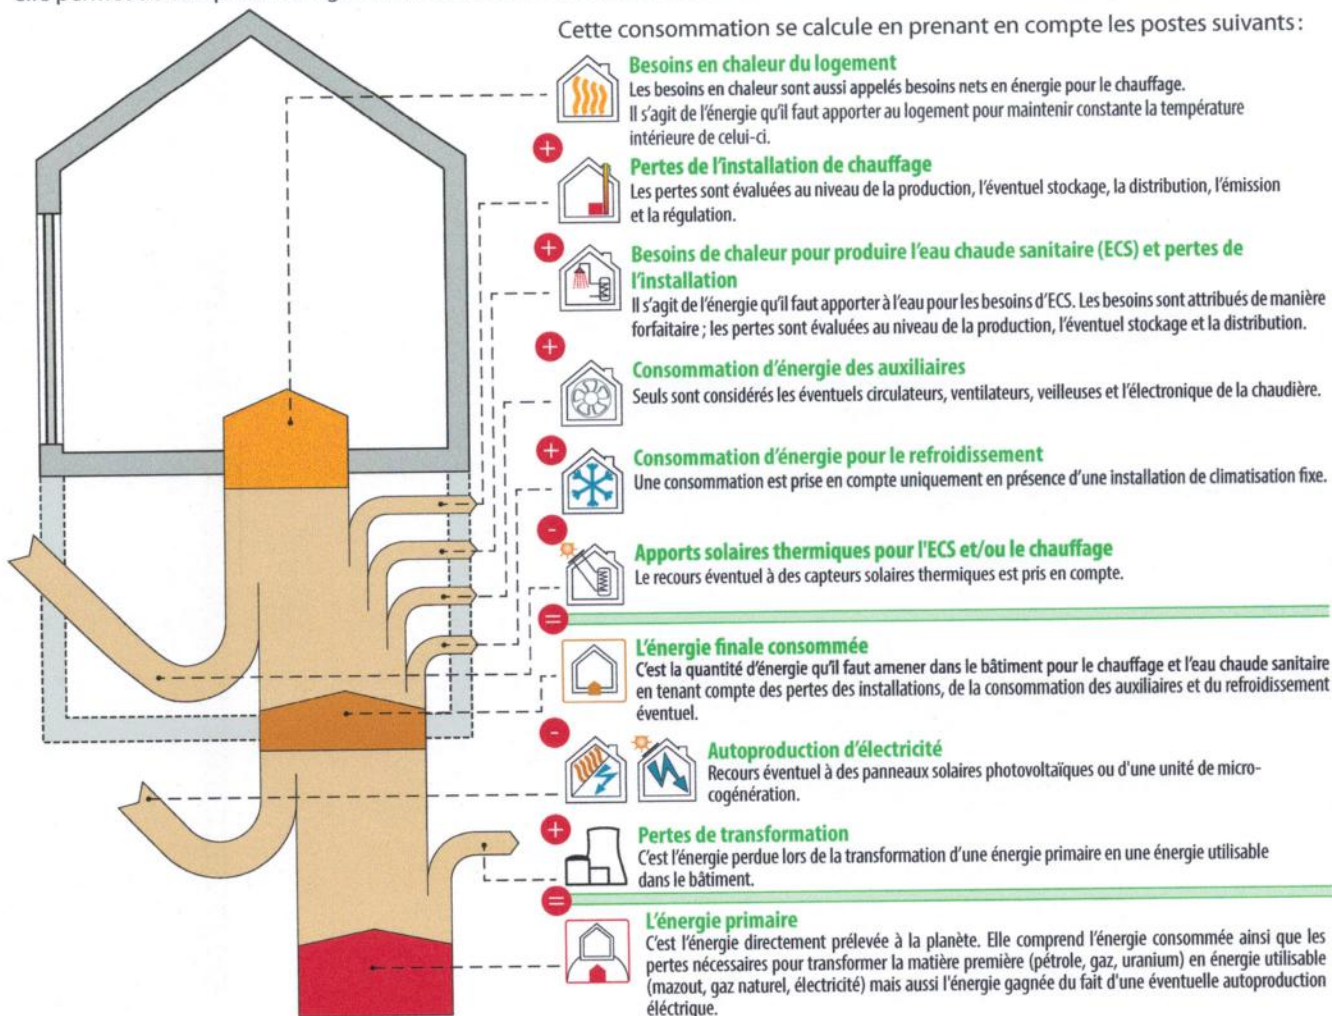 Cette consommation se calcule en prenant en compte les postes suivants :
Besoins en chaleur du logement
Les besoins en chaleur sont aussi appelés besoins nets en énergie pour le chauffage.
Il s'agit de l'énergie qu'il faut apporter au logement pour maintenir constante la température
intérieure de celui-ci.
+
Pertes de l'installation de chauffage
Les pertes sont évaluées au niveau de la production, l'éventuel stockage, la distribution, l'émission
et la régulation.
+
Besoins de chaleur pour produire l'eau chaude sanitaire (ECS) et pertes de
l'installation
Il s'agit de l'énergie qu'il faut apporter à l'eau pour les besoins d'ECS. Les besoins sont attribués de manière
forfaitaire ; les pertes sont évaluées au niveau de la production, l'éventuel stockage et la distribution.
+
Consommation d'énergie des auxiliaires
Seuls sont considérés les éventuels circulateurs, ventilateurs, veilleuses et l'électronique de la chaudière.
+
Consommation d'énergie pour le refroidissement
Une consommation est prise en compte uniquement en présence d'une installation de climatisation fixe.
-
Apports solaires thermiques pour l'ECS et/ou le chauffage
Le recours éventuel à des capteurs solaires thermiques est pris en compte.
=
L'énergie finale consommée
C'est la quantité d'énergie qu'il faut amener dans le bâtiment pour le chauffage et l'eau chaude sanitaire
en tenant compte des pertes des installations, de la consommation des auxiliaires et du refroidissement
éventuel.
-
Autoproduction d'électricité
Recours éventuel à des panneaux solaires photovoltaïques ou d'une unité de micro-
cogénération.
+
Pertes de transformation
C'est l'énergie perdue lors de la transformation d'une énergie primaire en une énergie utilisable
dans le bâtiment.
=
L'énergie primaire
C'est l'énergie directement prélevée à la planète. Elle comprend l'énergie consommée ainsi que les
pertes nécessaires pour transformer la matière première (pétrole, gaz, uranium) en énergie utilisable
(mazout, gaz naturel, électricité) mais aussi l'énergie gagnée du fait d'une éventuelle autoproduction
éléctrique.